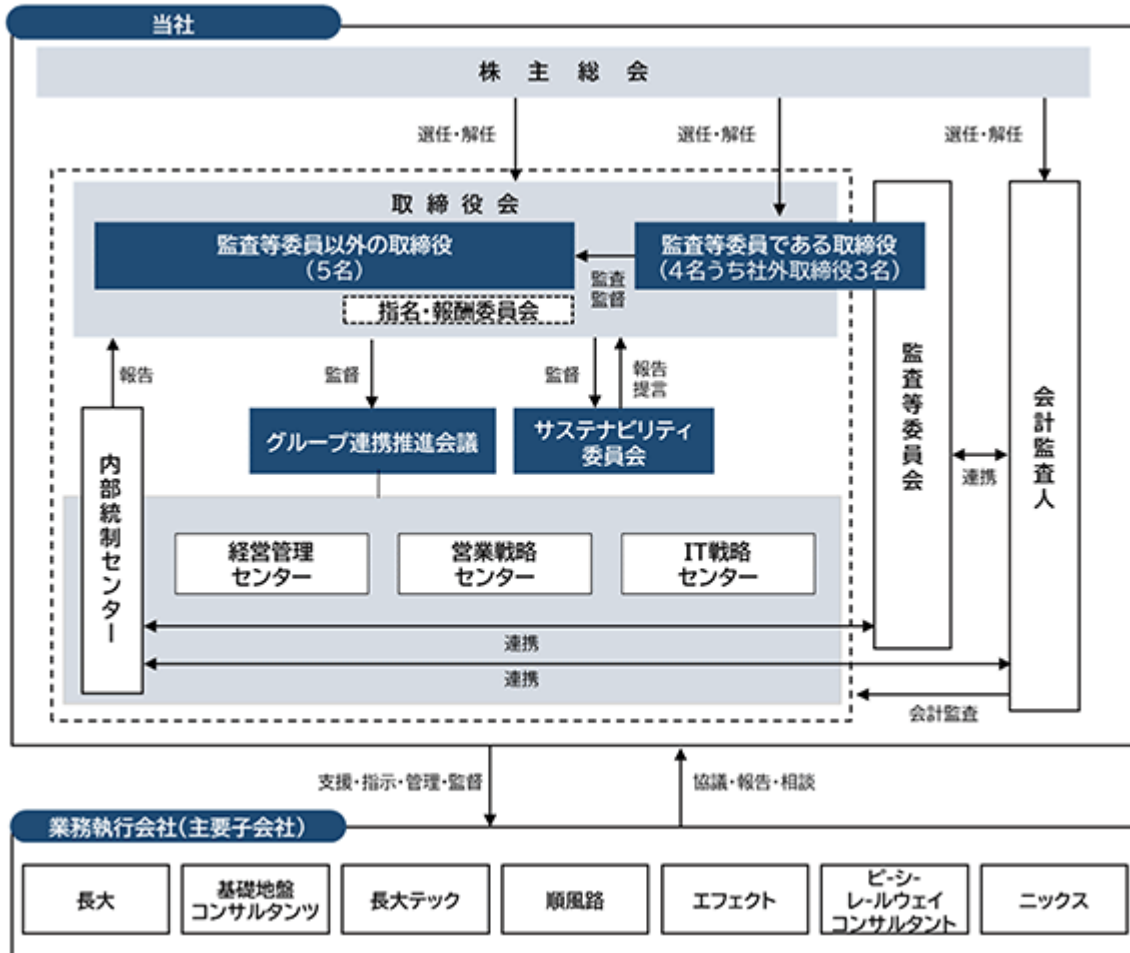 当社
株主総会
選任・解任
選任・解任
選任・解任
取締役会
監査等委員以外の取締役
(5名)
監査
監督
監査等委員である取締役
(4名うち社外取締役3名)
指名・報酬委員会
報告
監督
監督
報告
提言
グループ連携推進会議
サステナビリティ
委員会
監査等委員会
連携
会計監査人
内部統制センター
経営管理
センター
営業戦略
センター
IT戦略
センター
連携
連携
会計監査
支援・指示・管理・監督
協議・報告・相談
業務執行会社(主要子会社)
長大
基礎地盤
コンサルタンツ
長大テック
順風路
エフェクト
ピーシー
レールウェイ
コンサルタント
ニックス